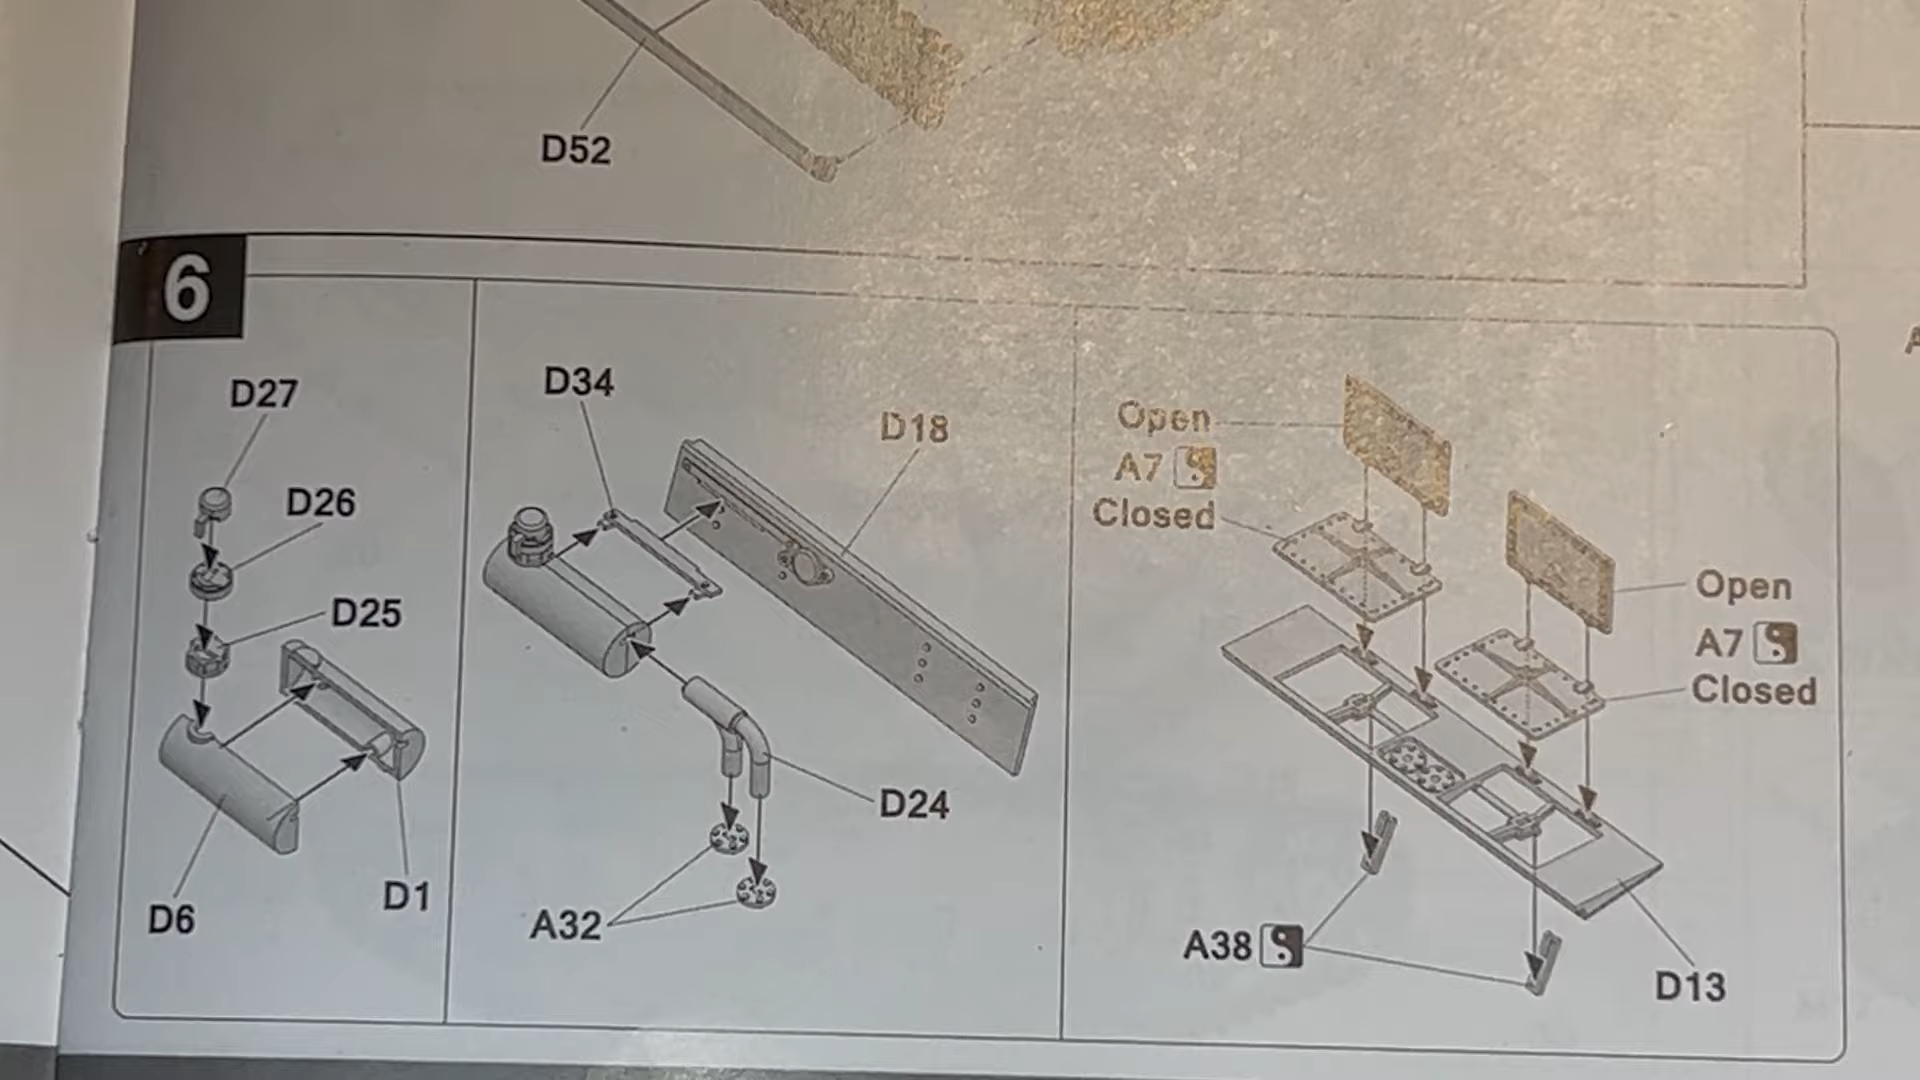 D52
6
D27
D26
D25
D6
D1
D34
D18
D24
A32
Open
A7
Closed
Open
A7
Closed
A38
D13